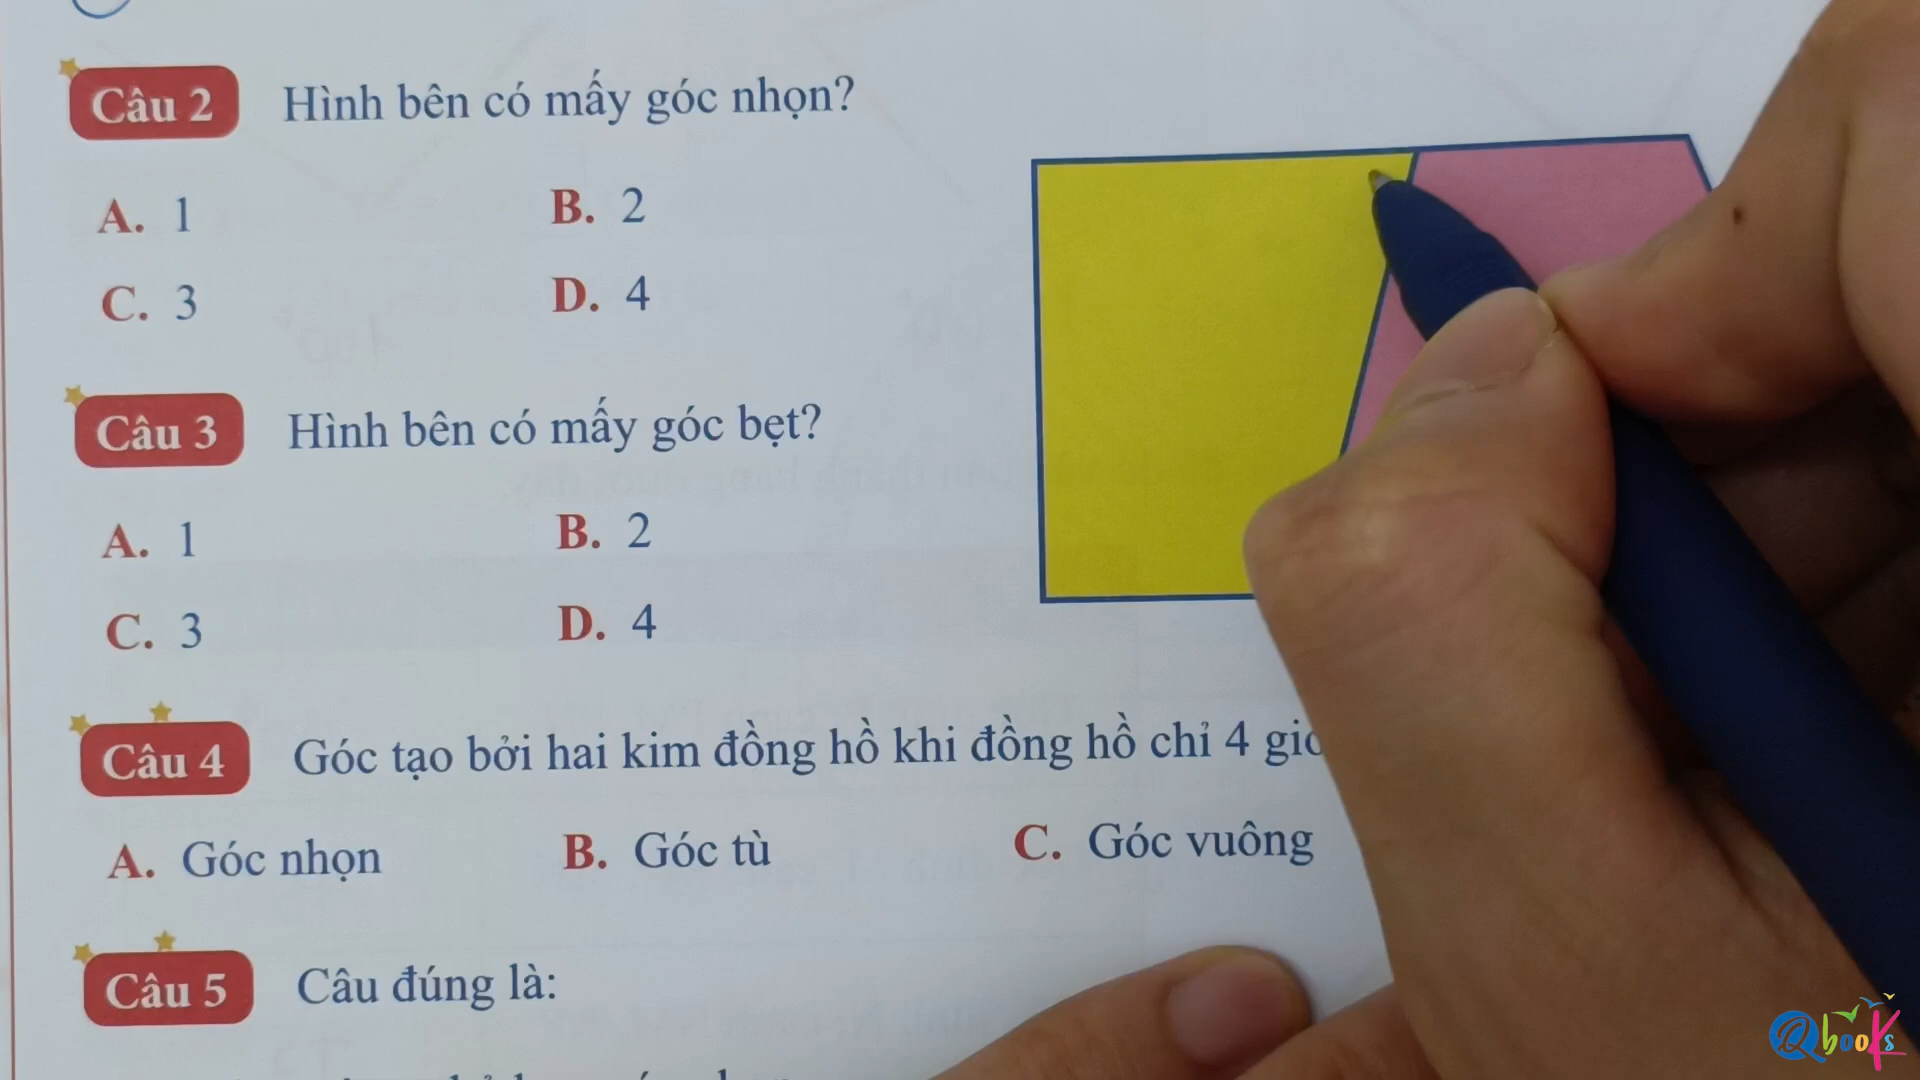 Câu 2 Hình bên có mấy góc nhọn?
A. 1 B. 2
C. 3 D. 4
Câu 3 Hình bên có mấy góc bẹt?
A. 1 B. 2
C. 3 D. 4
Câu 4 Góc tạo bởi hai kim đồng hồ khi đồng hồ chỉ 4
A. Góc nhọn B. Góc tù C. Góc vuông
Câu 5 Câu đúng là:
Qbooks